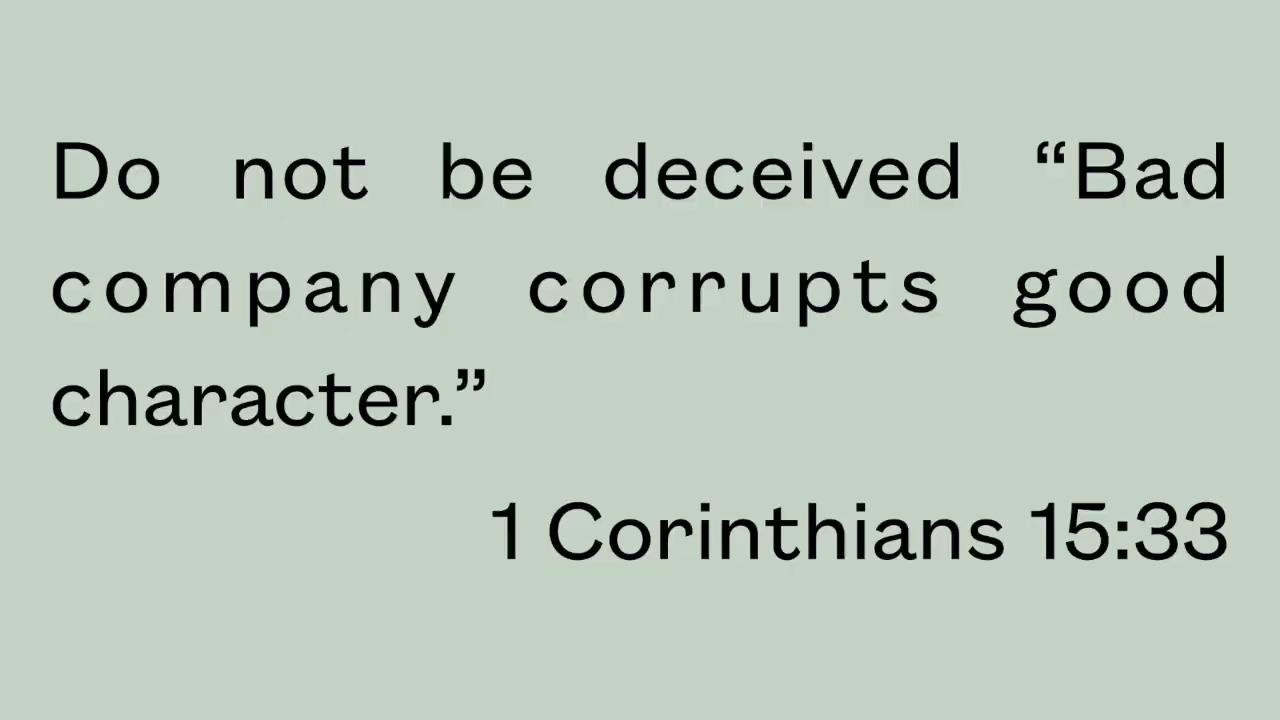 Do not be deceived “Bad
company corrupts good
character.”
1 Corinthians 15:33